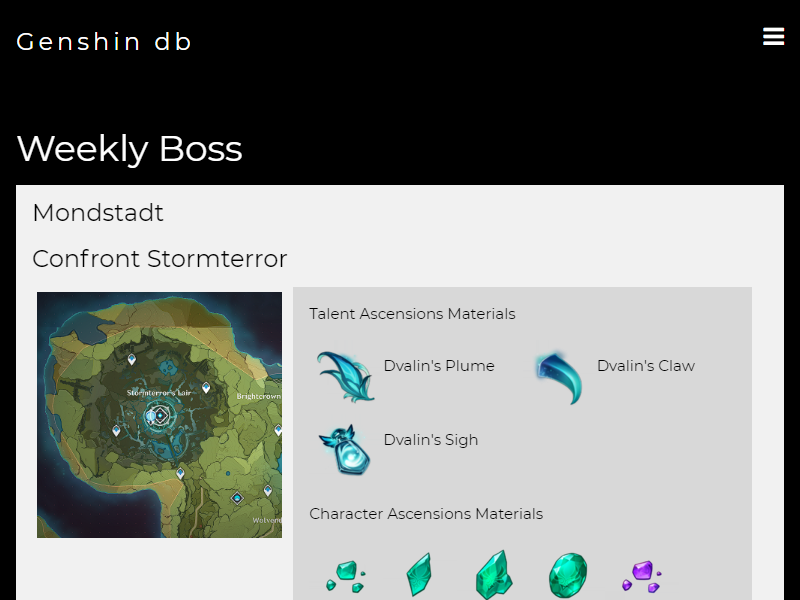 Genshin db
Weekly Boss
Mondstadt
Confront Stormterror
Talent Ascensions Materials
Dvalin's Plume
Dvalin's Claw
Dvalin's Sigh
Stormterror's Lair
Brightcrown
Wolvend
Character Ascensions Materials